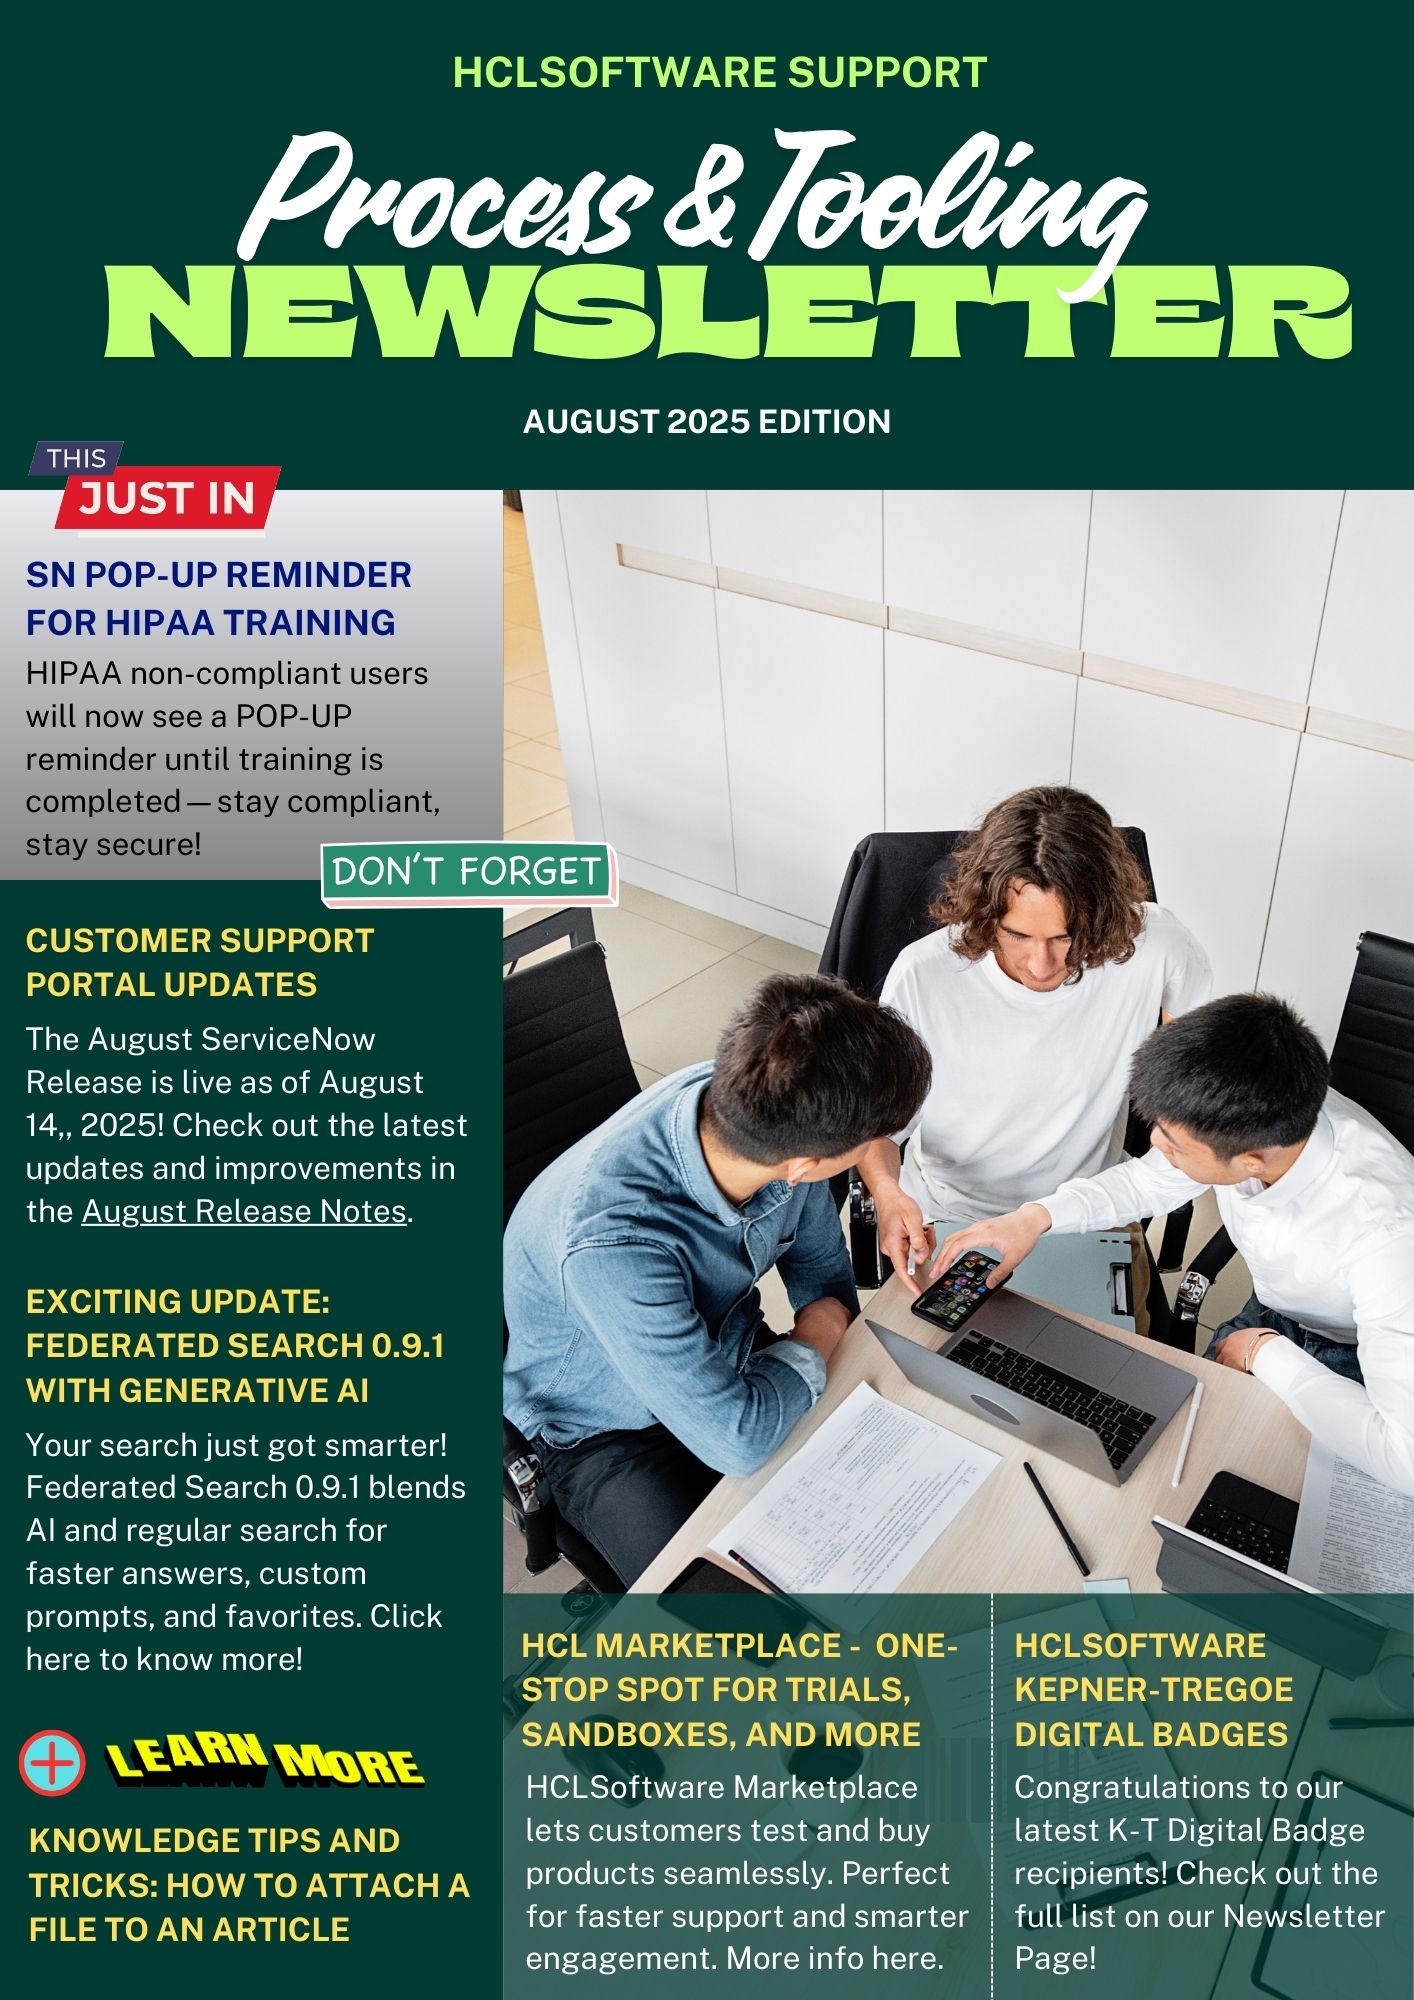 HCLSOFTWARE SUPPORT
Process & Tooling
NEWSLETTER
AUGUST 2025 EDITION
THIS
JUST IN
SN POP-UP REMINDER
FOR HIPAA TRAINING
HIPAA non-compliant users
will now see a POP-UP
reminder until training is
completed—stay compliant,
stay secure!
DON'T FORGET
CUSTOMER SUPPORT
PORTAL UPDATES
The August ServiceNow
Release is live as of August
14,, 2025! Check out the latest
updates and improvements in
the August Release Notes.
EXCITING UPDATE:
FEDERATED SEARCH 0.9.1
WITH GENERATIVE AI
Your search just got smarter!
Federated Search 0.9.1 blends
AI and regular search for
faster answers, custom
prompts, and favorites. Click
here to know more!
LEARN MORE
KNOWLEDGE TIPS AND
TRICKS: HOW TO ATTACH A
FILE TO AN ARTICLE
HCL MARKETPLACE - ONE-
STOP SPOT FOR TRIALS,
SANDBOXES, AND MORE
HCLSoftware Marketplace
lets customers test and buy
products seamlessly. Perfect
for faster support and smarter
engagement. More info here.
HCLSOFTWARE
KEPNER-TREGOE
DIGITAL BADGES
Congratulations to our
latest K-T Digital Badge
recipients! Check out the
full list on our Newsletter
Page!